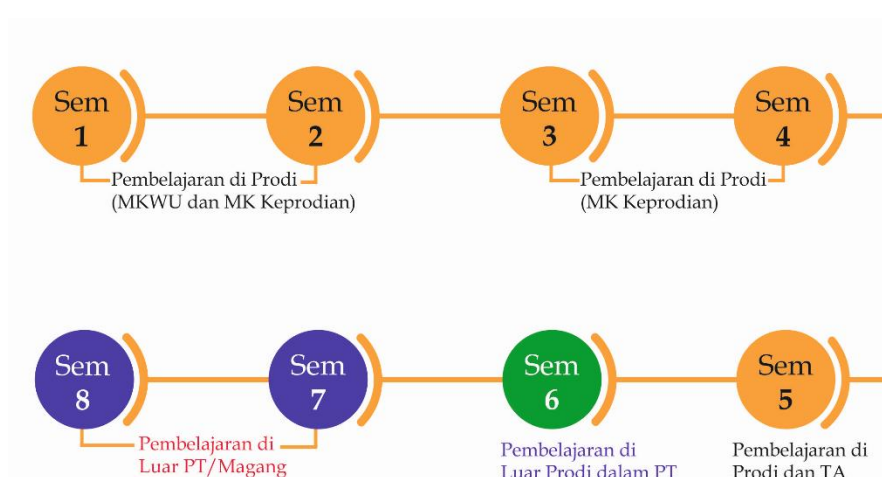 Sem
1
Sem
2
Sem
3
Sem
4
Pembelajaran di Prodi
(MKWU dan MK Keprodian)
Pembelajaran di Prodi
(MK Keprodian)
Sem
8
Sem
7
Sem
6
Sem
5
Pembelajaran di
Luar PT/Magang
Pembelajaran di
Luar Prodi dalam PT
Pembelajaran di
Prodi dan TA